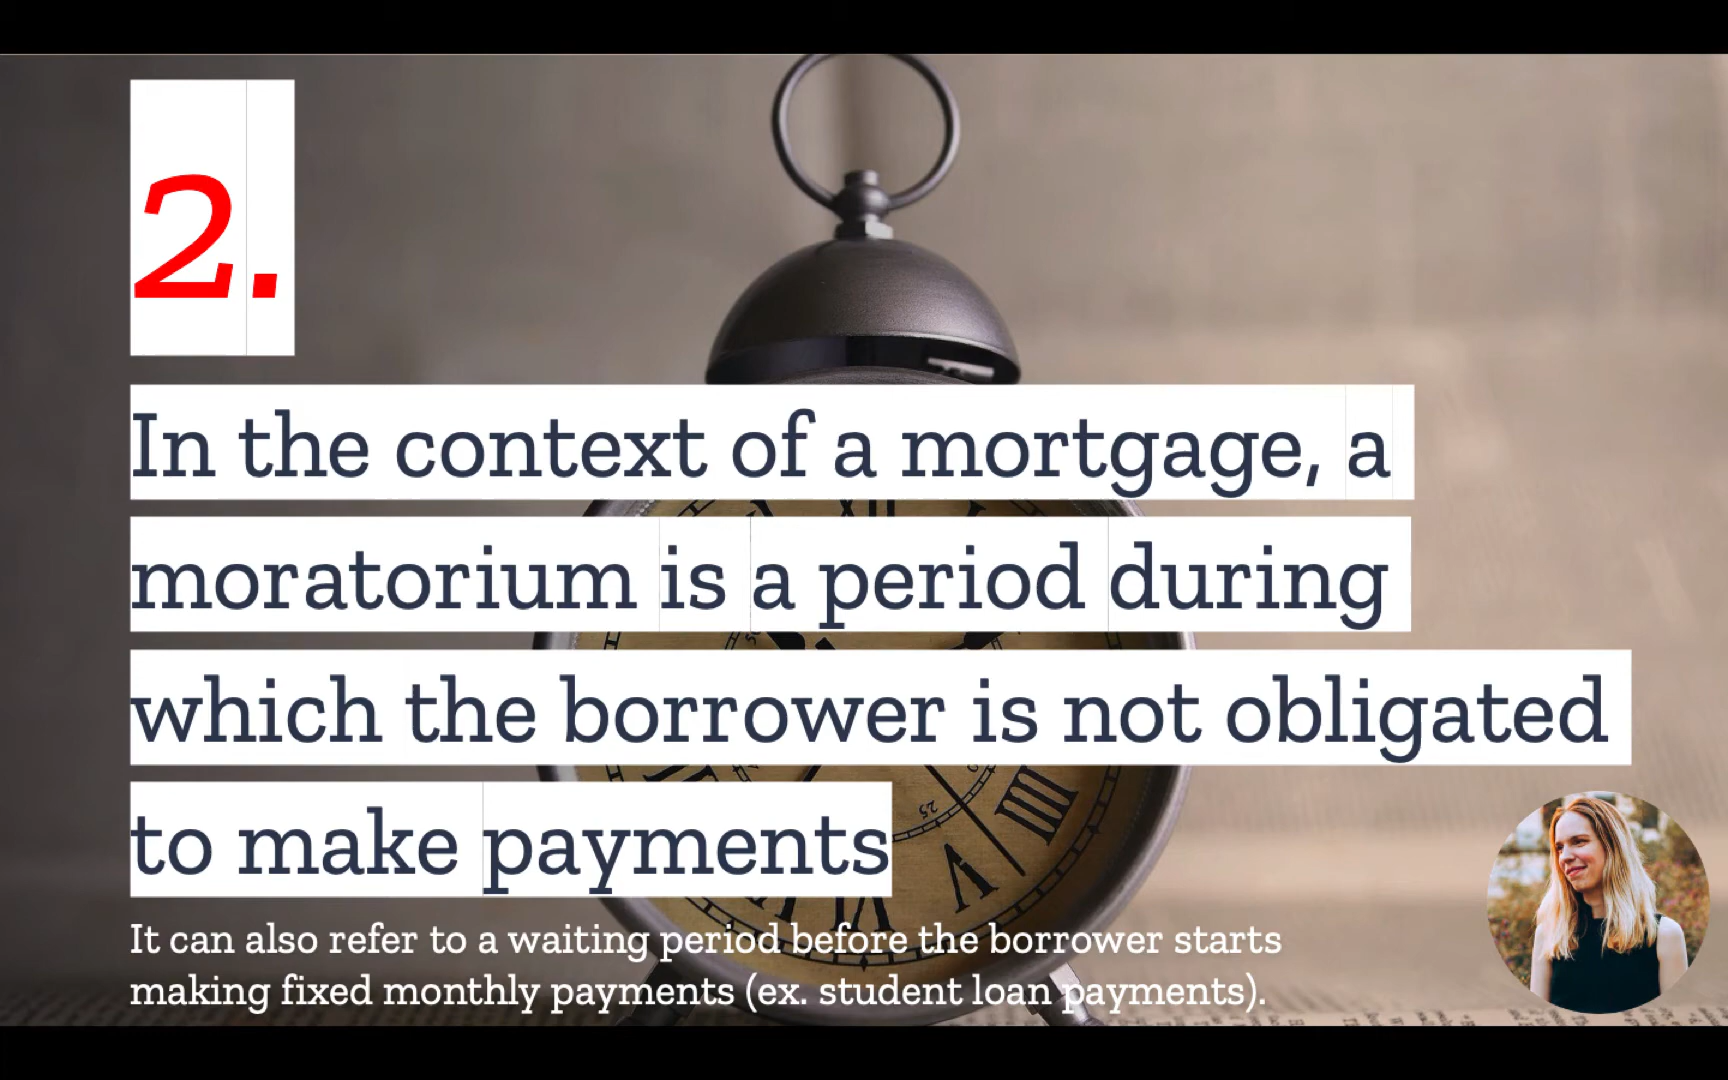 2.
In the context of a mortgage, a
moratorium is a period during
which the borrower is not obligated
to make payments
It can also refer to a waiting period before the borrower starts
making fixed monthly payments (ex. student loan payments).
VIII
25